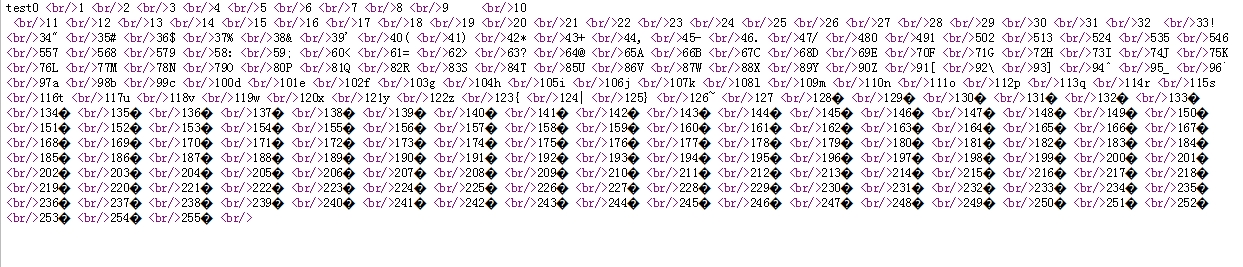 test0 <br/>1 <br/>2 <br/>3 <br/>4 <br/>5 <br/>6 <br/>7 <br/>8 <br/>9 <br/>10
<br/>11 <br/>12 <br/>13 <br/>14 <br/>15 <br/>16 <br/>17 <br/>18 <br/>19 <br/>20 <br/>21 <br/>22 <br/>23 <br/>24 <br/>25 <br/>26 <br/>27 <br/>28 <br/>29 <br/>30 <br/>31 <br/>32 <br/>33!
<br/>34" <br/>35# <br/>36$ <br/>37% <br/>38& <br/>39' <br/>40( <br/>41) <br/>42* <br/>43+ <br/>44, <br/>45- <br/>46. <br/>47/ <br/>480 <br/>491 <br/>502 <br/>513 <br/>524 <br/>535 <br/>546
<br/>557 <br/>568 <br/>579 <br/>58: <br/>59; <br/>60< <br/>61= <br/>62> <br/>63? <br/>64@ <br/>65A <br/>66B <br/>67C <br/>68D <br/>69E <br/>70F <br/>71G <br/>72H <br/>73I <br/>74J <br/>75K
<br/>76L <br/>77M <br/>78N <br/>79O <br/>80P <br/>81Q <br/>82R <br/>83S <br/>84T <br/>85U <br/>86V <br/>87W <br/>88X <br/>89Y <br/>90Z <br/>91[ <br/>92\ <br/>93] <br/>94^ <br/>95_ <br/>96`
<br/>97a <br/>98b <br/>99c <br/>100d <br/>101e <br/>102f <br/>103g <br/>104h <br/>105i <br/>106j <br/>107k <br/>108l <br/>109m <br/>110n <br/>111o <br/>112p <br/>113q <br/>114r <br/>115s
<br/>116t <br/>117u <br/>118v <br/>119w <br/>120x <br/>121y <br/>122z <br/>123{ <br/>124| <br/>125} <br/>126~ <br/>127 <br/>128� <br/>129� <br/>130� <br/>131� <br/>132� <br/>133�
<br/>134� <br/>135� <br/>136� <br/>137� <br/>138� <br/>139� <br/>140� <br/>141� <br/>142� <br/>143� <br/>144� <br/>145� <br/>146� <br/>147� <br/>148� <br/>149� <br/>150�
<br/>151� <br/>152� <br/>153� <br/>154� <br/>155� <br/>156� <br/>157� <br/>158� <br/>159� <br/>160� <br/>161� <br/>162� <br/>163� <br/>164� <br/>165� <br/>166� <br/>167�
<br/>168� <br/>169� <br/>170� <br/>171� <br/>172� <br/>173� <br/>174� <br/>175� <br/>176� <br/>177� <br/>178� <br/>179� <br/>180� <br/>181� <br/>182� <br/>183� <br/>184�
<br/>185� <br/>186� <br/>187� <br/>188� <br/>189� <br/>190� <br/>191� <br/>192� <br/>193� <br/>194� <br/>195� <br/>196� <br/>197� <br/>198� <br/>199� <br/>200� <br/>201�
<br/>202� <br/>203� <br/>204� <br/>205� <br/>206� <br/>207� <br/>208� <br/>209� <br/>210� <br/>211� <br/>212� <br/>213� <br/>214� <br/>215� <br/>216� <br/>217� <br/>218�
<br/>219� <br/>220� <br/>221� <br/>222� <br/>223� <br/>224� <br/>225� <br/>226� <br/>227� <br/>228� <br/>229� <br/>230� <br/>231� <br/>232� <br/>233� <br/>234� <br/>235�
<br/>236� <br/>237� <br/>238� <br/>239� <br/>240� <br/>241� <br/>242� <br/>243� <br/>244� <br/>245� <br/>246� <br/>247� <br/>248� <br/>249� <br/>250� <br/>251� <br/>252�
<br/>253� <br/>254� <br/>255� <br/>